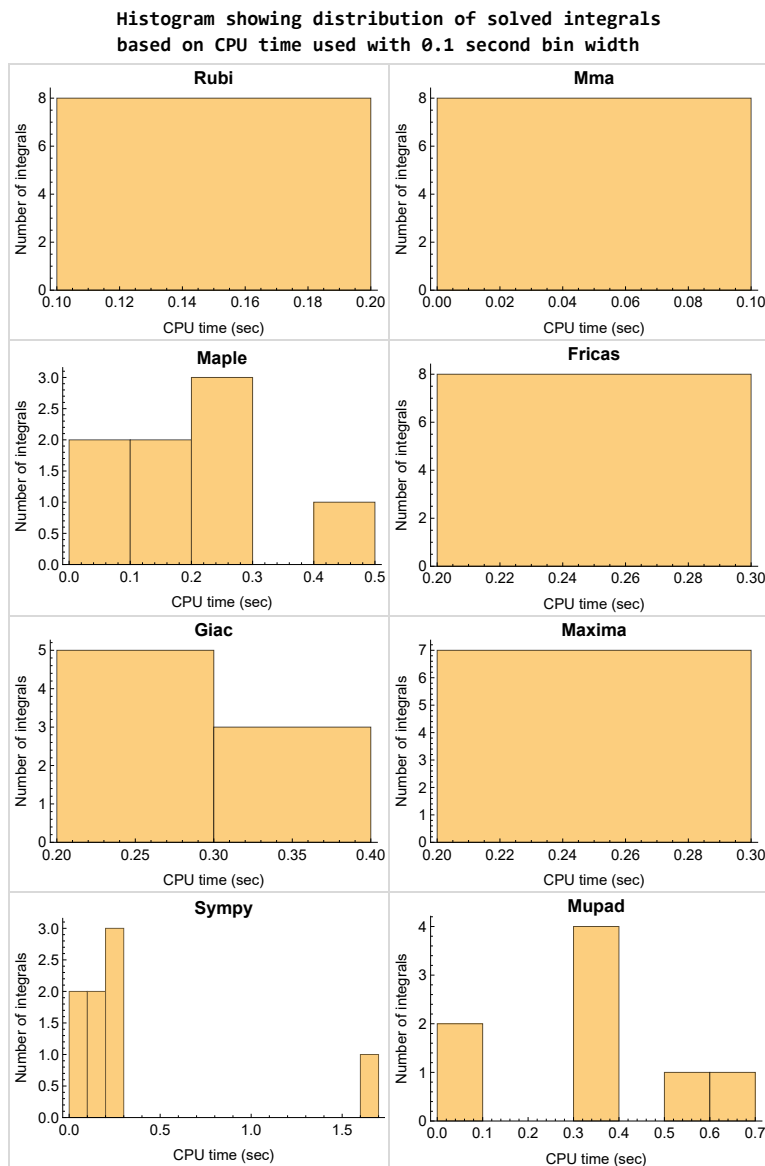 Histogram showing distribution of solved integrals
based on CPU time used with 0.1 second bin width
Rubi
Number of integrals
8
6
4
2
0
0.10 0.12 0.14 0.16 0.18 0.20
CPU time (sec)
Mma
Number of integrals
8
6
4
2
0
0.00 0.02 0.04 0.06 0.08 0.10
CPU time (sec)
Maple
Number of integrals
3.0
2.5
2.0
1.5
1.0
0.5
0.0
0.0 0.1 0.2 0.3 0.4 0.5
CPU time (sec)
Fricas
Number of integrals
8
6
4
2
0
0.20 0.22 0.24 0.26 0.28 0.30
CPU time (sec)
Giac
Number of integrals
5
4
3
2
1
0
0.20 0.25 0.30 0.35 0.40
CPU time (sec)
Maxima
Number of integrals
7
6
5
4
3
2
1
0
0.20 0.22 0.24 0.26 0.28 0.30
CPU time (sec)
Sympy
Number of integrals
3.0
2.5
2.0
1.5
1.0
0.5
0.0
0.0 0.5 1.0 1.5
CPU time (sec)
Mupad
Number of integrals
4
3
2
1
0
0.0 0.1 0.2 0.3 0.4 0.5 0.6 0.7
CPU time (sec)